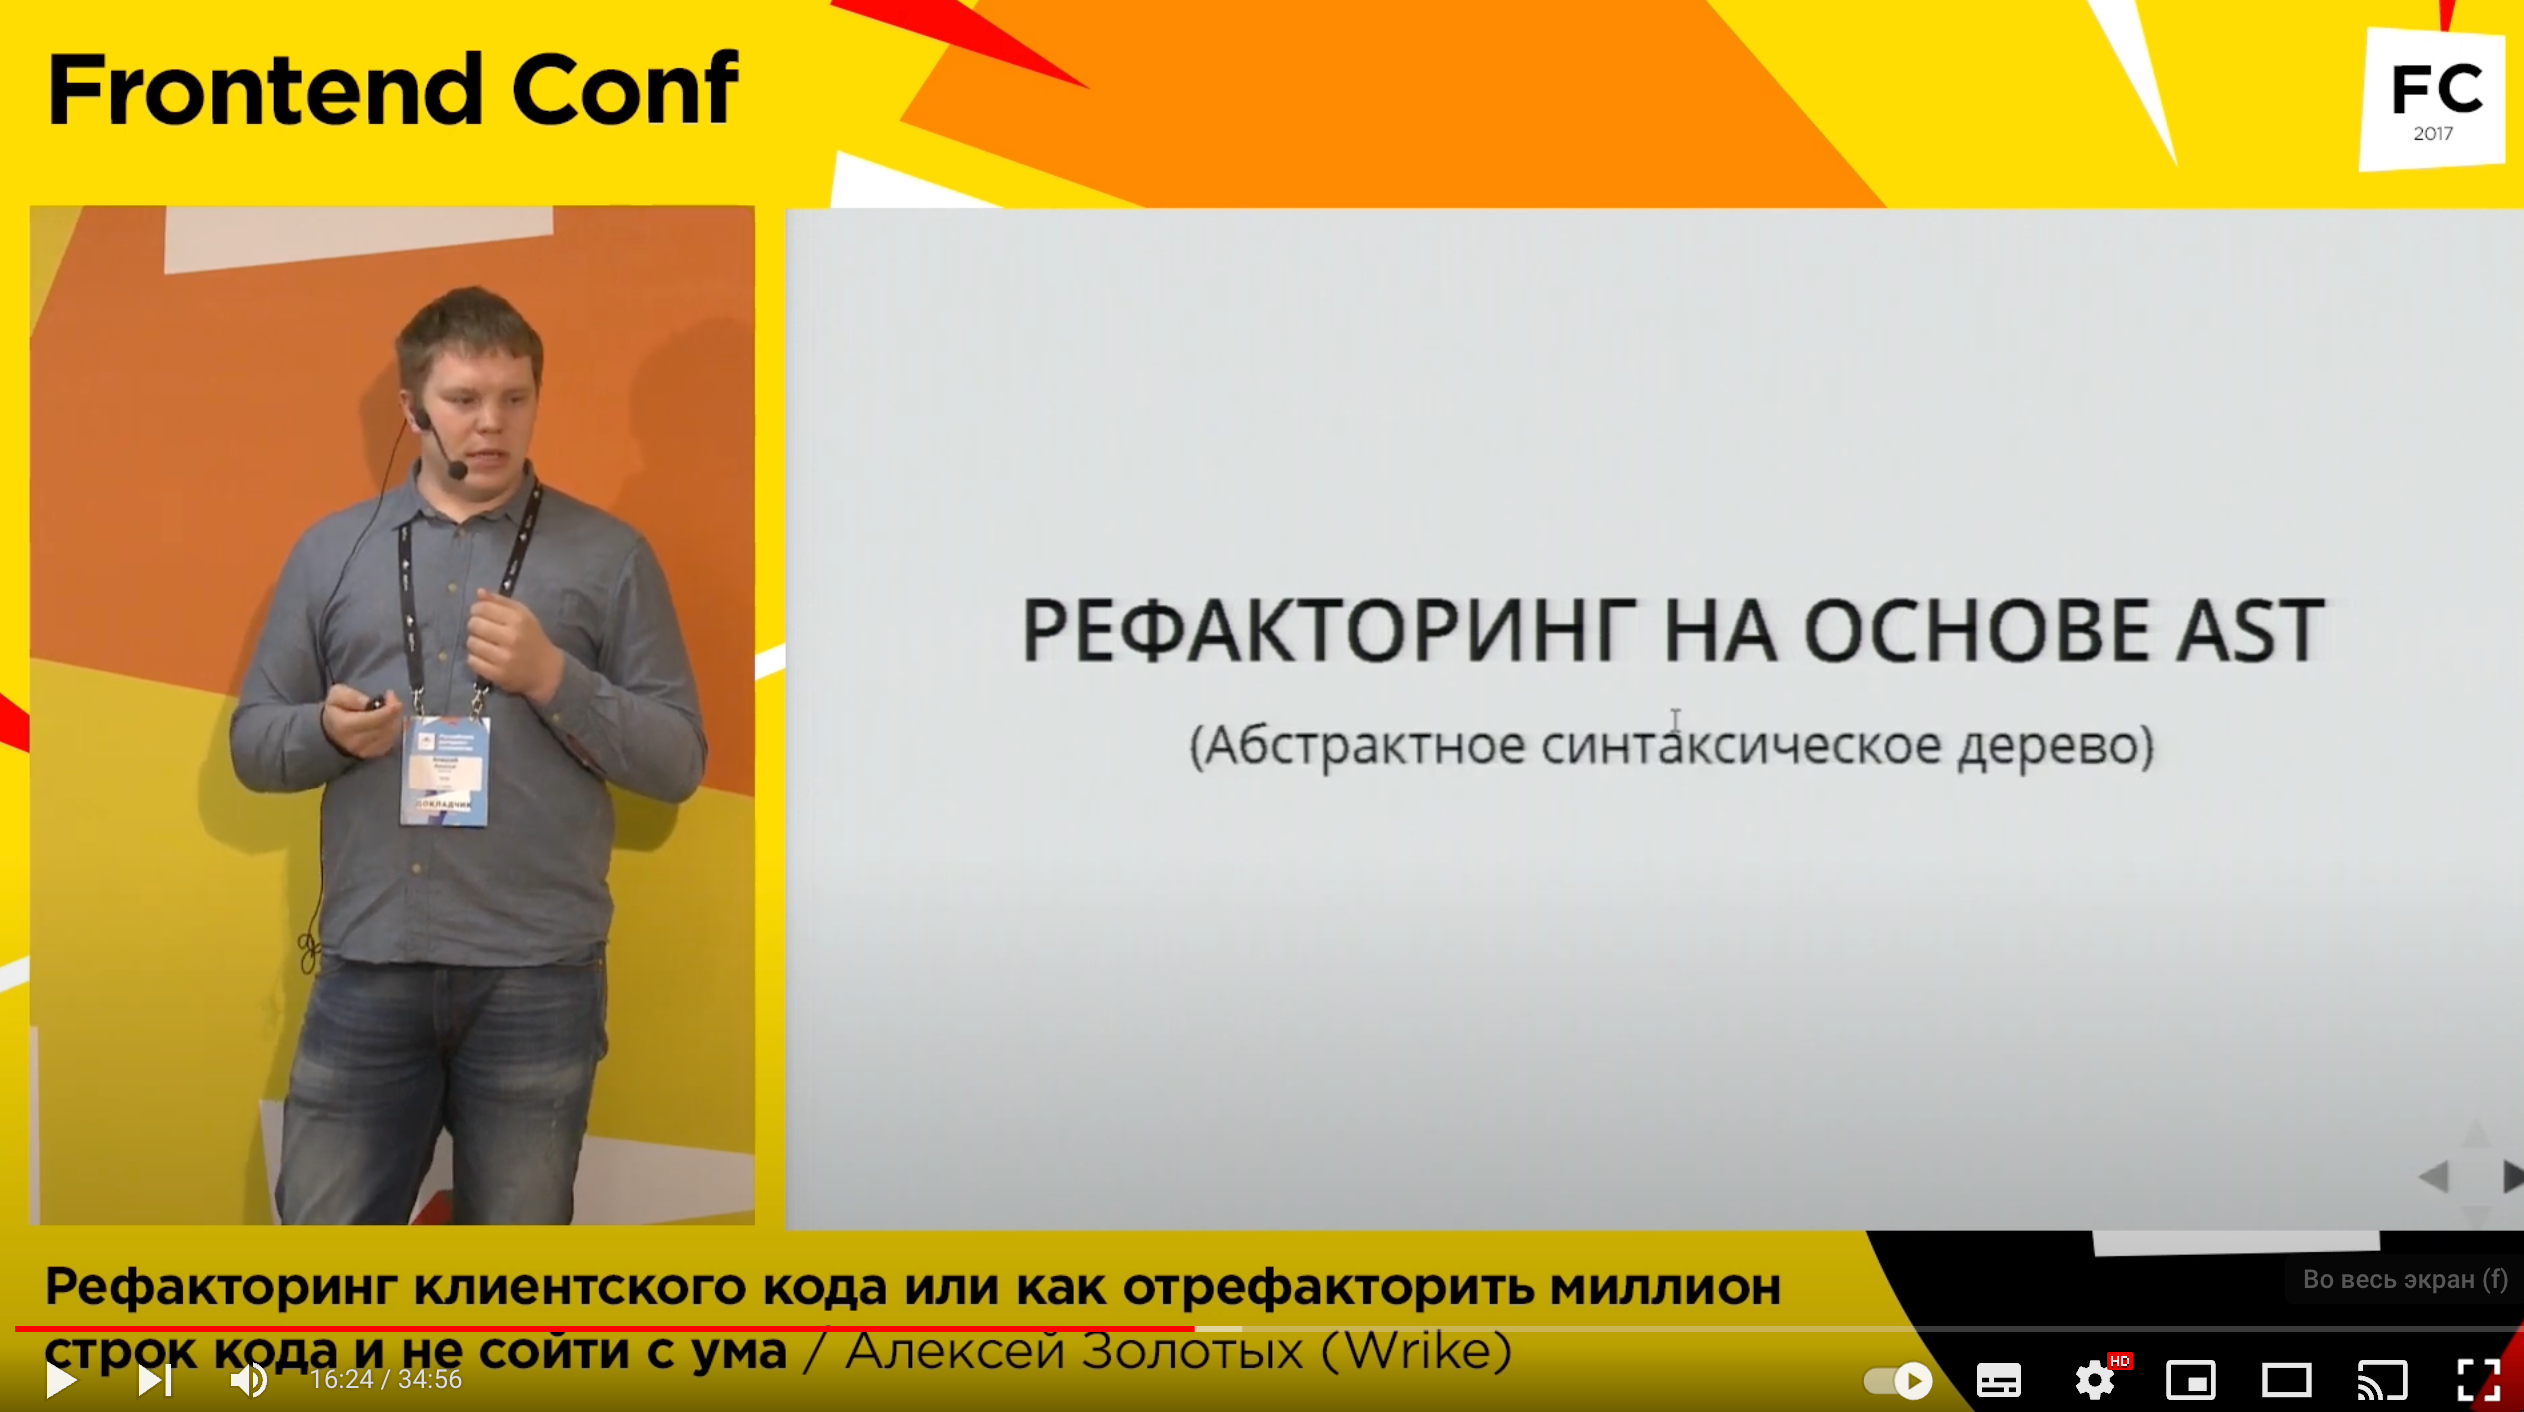 Frontend Conf
FC
2017
РЕФАКТОРИНГ НА ОСНОВЕ AST
(Абстрактное синтаксическое дерево)
ДОКЛАДЧИК
Рефакторинг клиентского кода или как отрефакторить миллион
строк кода и не сойти с ума / Алексей Золотых (Wrike)
Во весь экран (f)
16:24 / 34:56
HD